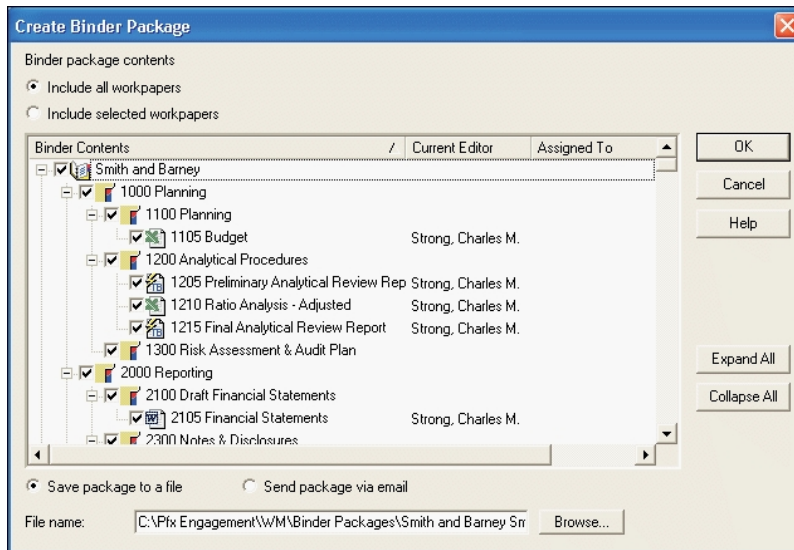 Create Binder Package
Binder package contents
Include all workpapers
Include selected workpapers
Binder Contents / Current Editor Assigned To
Smith and Barney
1000 Planning
1100 Planning
1105 Budget Strong, Charles M.
1200 Analytical Procedures
1205 Preliminary Analytical Review Rep Strong, Charles M.
1210 Ratio Analysis - Adjusted Strong, Charles M.
1215 Final Analytical Review Report Strong, Charles M.
1300 Risk Assessment & Audit Plan
2000 Reporting
2100 Draft Financial Statements
2105 Financial Statements Strong, Charles M.
2300 Notes & Disclosures
OK
Cancel
Help
Expand All
Collapse All
Save package to a file Send package via email
File name: C:\Pfx Engagement\WM\Binder Packages\Smith and Barney Sm Browse...